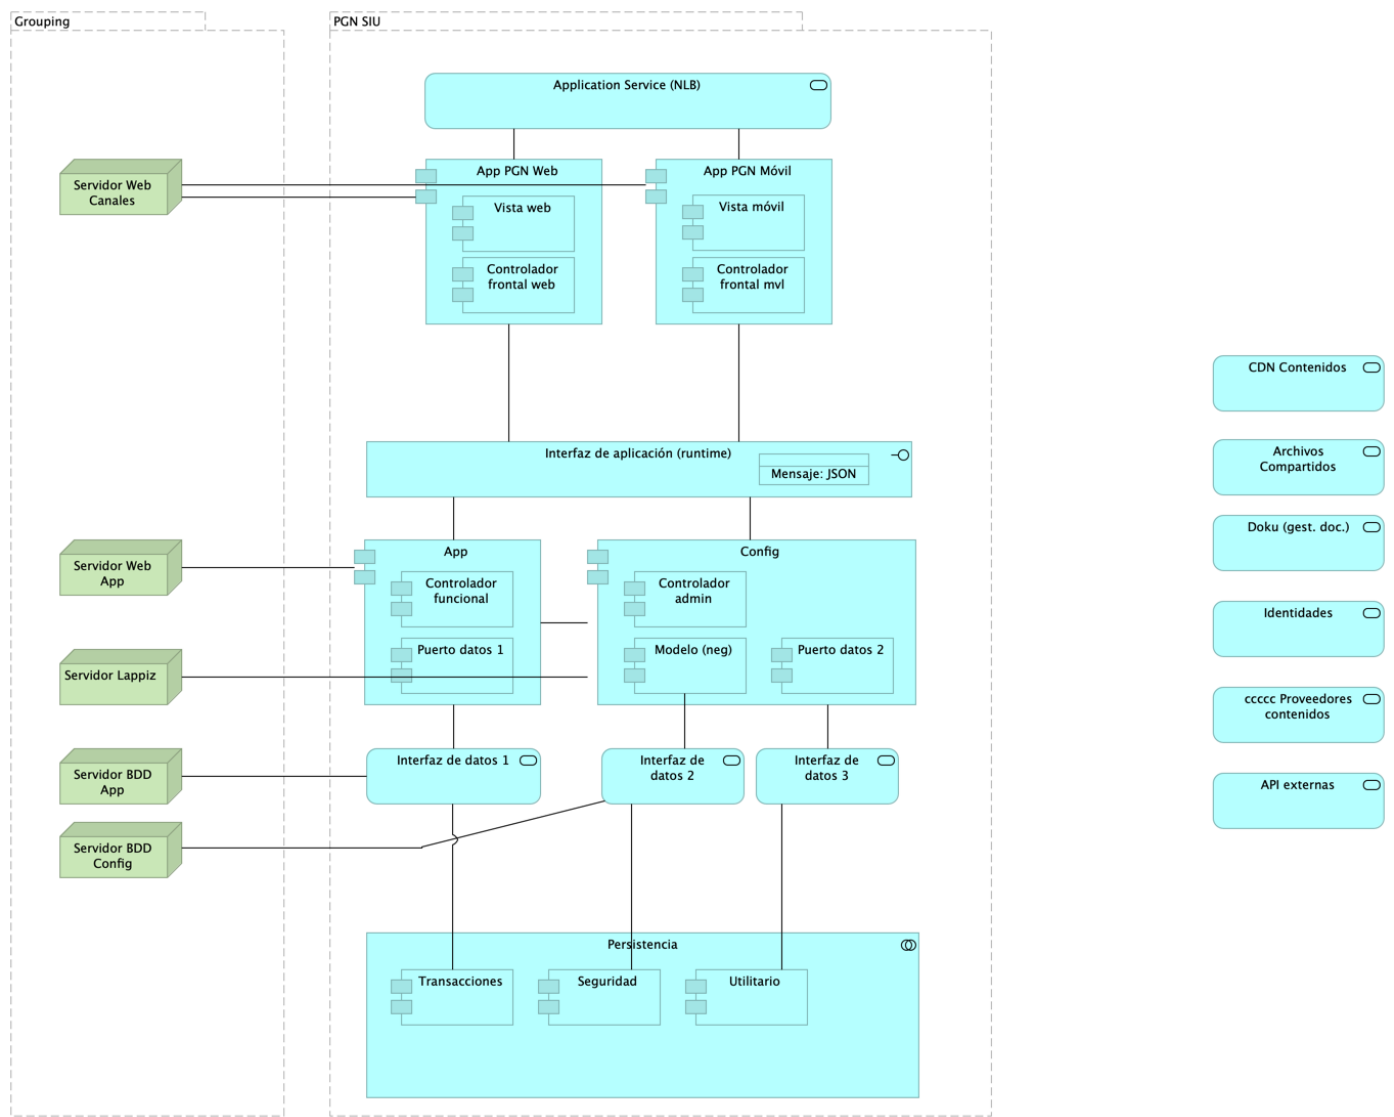 Grouping
PGN SIU
Application Service (NLB)
Servidor Web
Canales
App PGN Web
Vista web
Controlador
frontal web
App PGN Móvil
Vista móvil
Controlador
frontal mvl
Interfaz de aplicación (runtime)
Mensaje: JSON
Servidor Web
App
App
Controlador
funcional
Puerto datos 1
Config
Controlador
admin
Modelo (neg)
Puerto datos 2
Servidor Lappiz
Servidor BDD
App
Interfaz de datos 1
Interfaz de
datos 2
Interfaz de
datos 3
Servidor BDD
Config
Persistencia
Transacciones
Seguridad
Utilitario
CDN Contenidos
Archivos
Compartidos
Doku (gest. doc.)
Identidades
ccccc Proveedores
contenidos
API externas